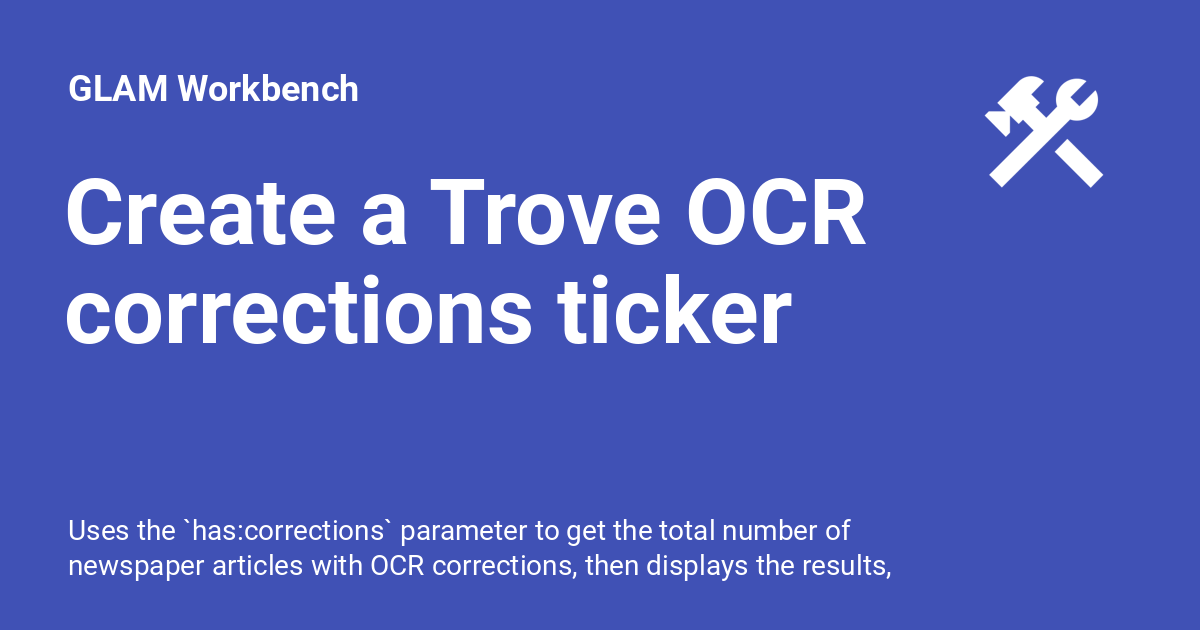 GLAM Workbench
Create a Trove OCR
corrections ticker
Uses the `has:corrections` parameter to get the total number of
newspaper articles with OCR corrections, then displays the results,